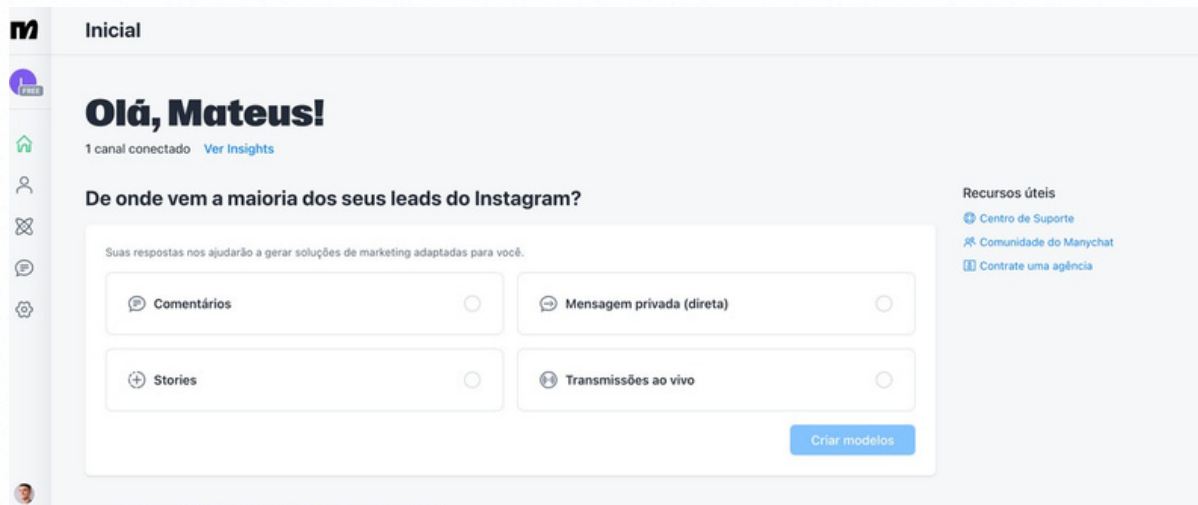 Inicial
FREE
Olá, Mateus!
1 canal conectado Ver Insights
De onde vem a maioria dos seus leads do Instagram?
Suas respostas nos ajudarão a gerar soluções de marketing adaptadas para você.
Comentários
Mensagem privada (direta)
Stories
Transmissões ao vivo
Criar modelos
Recursos úteis
Centro de Suporte
Comunidade do Manychat
Contrate uma agência